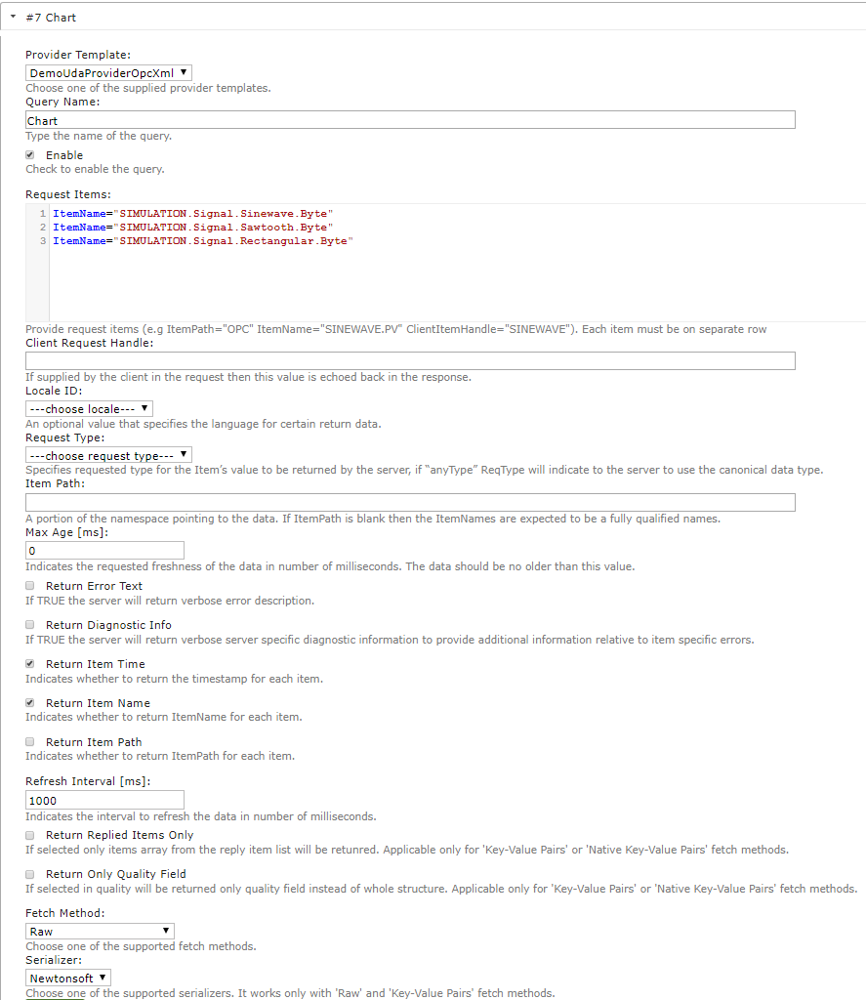 #7 Chart
Provider Template:
DemoUdaProviderOpcXml
Choose one of the supplied provider templates.
Query Name:
Chart
Type the name of the query.
Enable
Check to enable the query.
Request Items:
1 ItemName="SIMULATION.Signal.Sinewave.Byte"
2 ItemName="SIMULATION.Signal.Sawtooth.Byte"
3 ItemName="SIMULATION.Signal.Rectangular.Byte"
Provide request items (e.g ItemPath="OPC" ItemName="SINEWAVE.PV" ClientItemHandle="SINEWAVE"). Each item must be on separate row
Client Request Handle:
If supplied by the client in the request then this value is echoed back in the response.
Locale ID:
---choose locale---
An optional value that specifies the language for certain return data.
Request Type:
---choose request type---
Specifies requested type for the Item’s value to be returned by the server, if “anyType” ReqType will indicate to the server to use the canonical data type.
Item Path:
A portion of the namespace pointing to the data. If ItemPath is blank then the ItemNames are expected to be a fully qualified names.
Max Age [ms]:
0
Indicates the requested freshness of the data in number of milliseconds. The data should be no older than this value.
Return Error Text
If TRUE the server will return verbose error description.
Return Diagnostic Info
If TRUE the server will return verbose server specific diagnostic information to provide additional information relative to item specific errors.
Return Item Time
Indicates whether to return the timestamp for each item.
Return Item Name
Indicates whether to return ItemName for each item.
Return Item Path
Indicates whether to return ItemPath for each item.
Refresh Interval [ms]:
1000
Indicates the interval to refresh the data in number of milliseconds.
Return Replied Items Only
If selected only items array from the reply item list will be retunred. Applicable only for 'Key-Value Pairs' or 'Native Key-Value Pairs' fetch methods.
Return Only Quality Field
If selected in quality will be returned only quality field instead of whole structure. Applicable only for 'Key-Value Pairs' or 'Native Key-Value Pairs' fetch methods.
Fetch Method:
Raw
Choose one of the supported fetch methods.
Serializer:
Newtonsoft
Choose one of the supported serializers. It works only with 'Raw' and 'Key-Value Pairs' fetch methods.